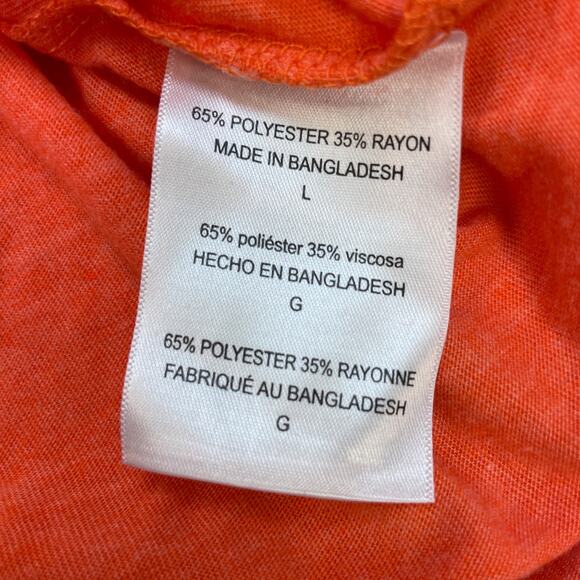 65% POLYESTER 35% RAYON
MADE IN BANGLADESH
L
65% poliéster 35% viscosa
HECHO EN BANGLADESH
G
65% POLYESTER 35% RAYONNE
FABRIQUÉ AU BANGLADESH
G